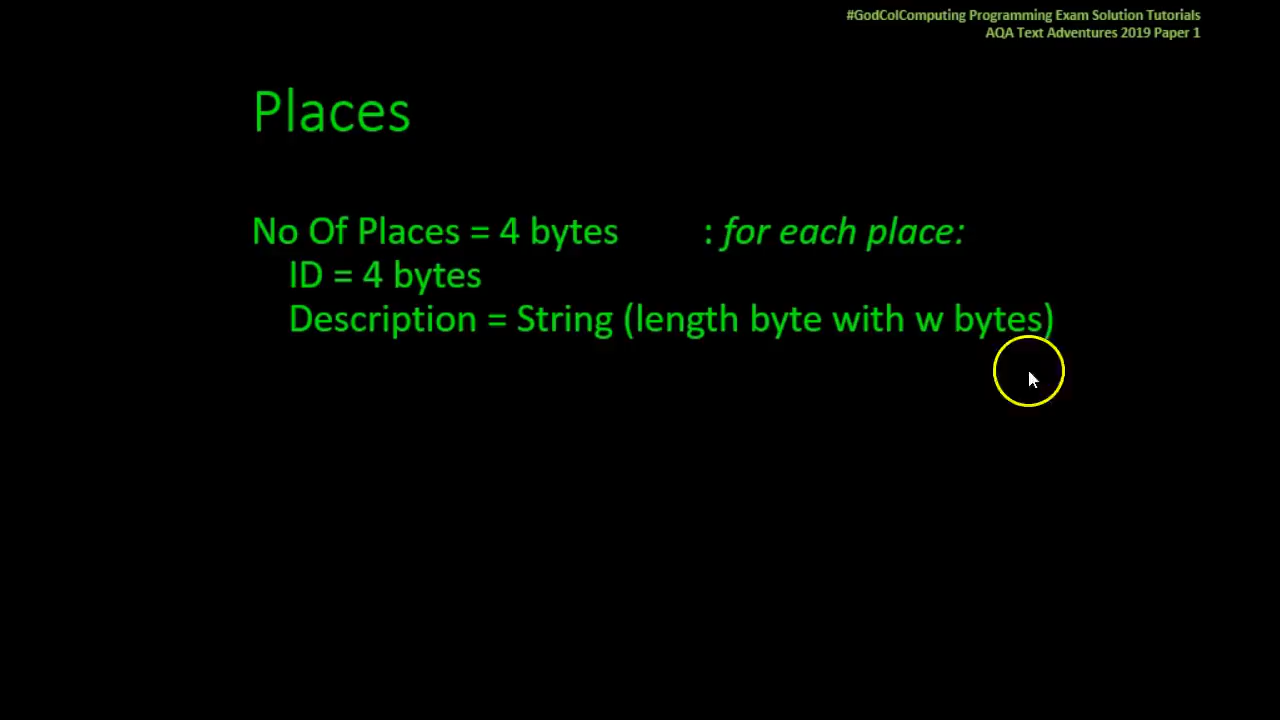 #GodColComputing Programming Exam Solution Tutorials
AQA Text Adventures 2019 Paper 1
Places
No Of Places = 4 bytes : for each place:
ID = 4 bytes
Description = String (length byte with w bytes)